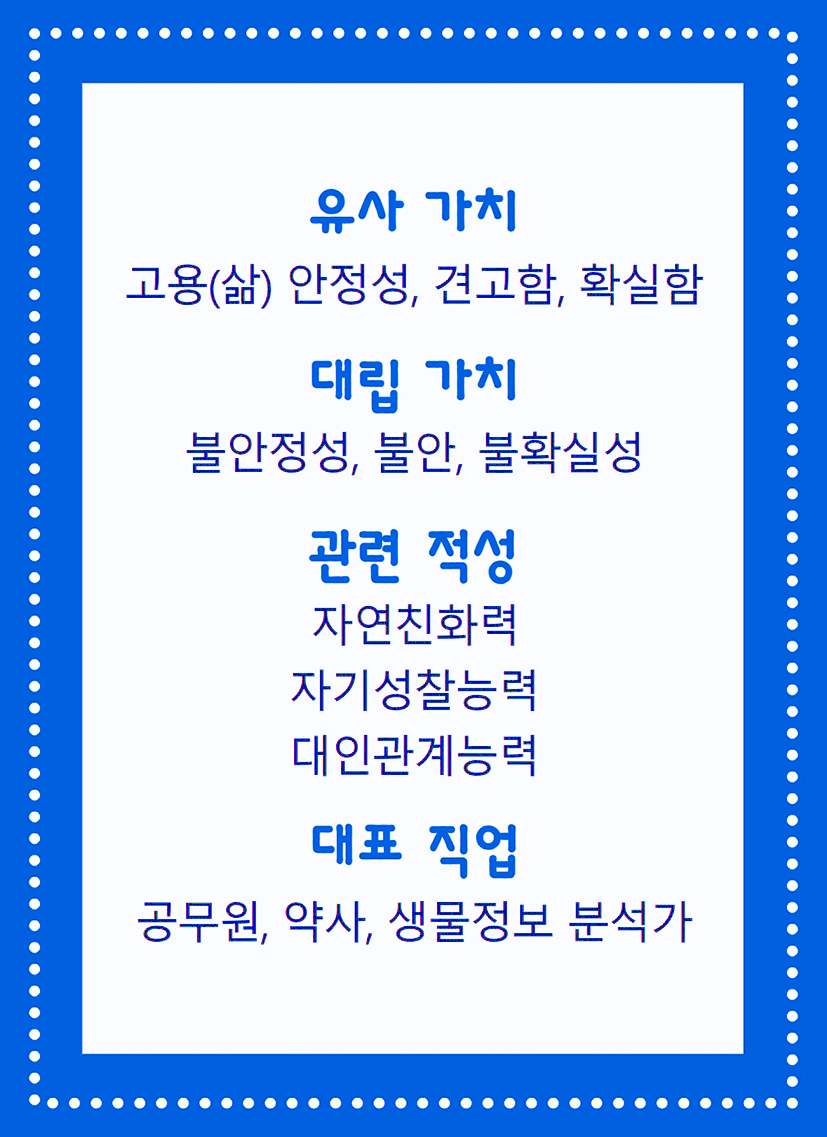 유사 가치
고용(삶) 안정성, 견고함, 확실함
대립 가치
불안정성, 불안, 불확실성
관련 적성
자연친화력
자기성찰능력
대인관계능력
대표 직업
공무원, 약사, 생물정보 분석가